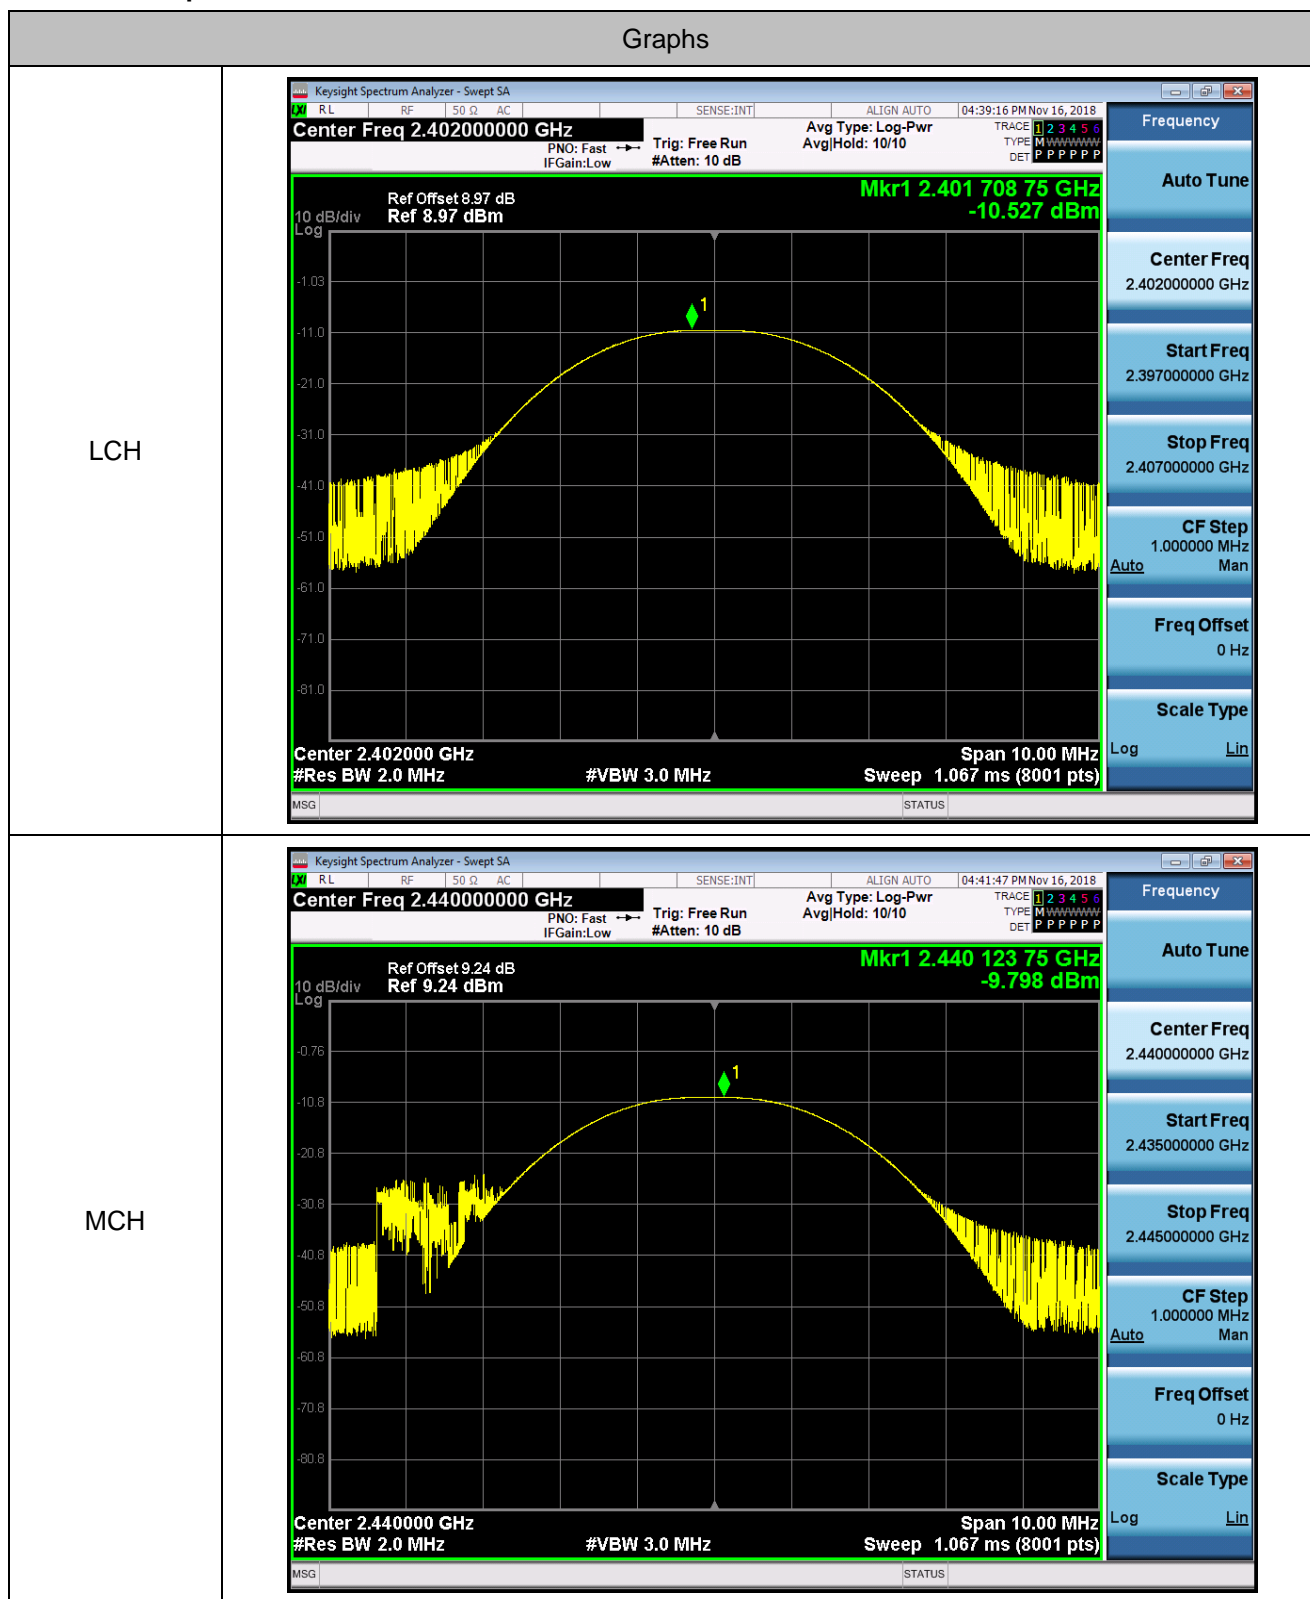 Graphs
LCH
Keysight Spectrum Analyzer - Swept SA
LXI RL RF 50 Ω AC SENSE:INT ALIGN AUTO 04:39:16 PM Nov 16, 2018
Center Freq 2.402000000 GHz
PNO: Fast Trig: Free Run Avg Type: Log-Pwr TRACE 1 2 3 4 5 6
IFGain:Low #Atten: 10 dB Avg|Hold: 10/10 TYPE M W W W W W
DET P P P P P P
Mkr1 2.401 708 75 GHz
-10.527 dBm
Ref Offset 8.97 dB
10 dB/div Ref 8.97 dBm
Log
1
-1.03
-11.0
-21.0
-31.0
-41.0
-51.0
-61.0
-71.0
-81.0
Center 2.402000 GHz Span 10.00 MHz
#Res BW 2.0 MHz #VBW 3.0 MHz Sweep 1.067 ms (8001 pts)
MSG STATUS
Frequency
Auto Tune
Center Freq
2.402000000 GHz
Start Freq
2.397000000 GHz
Stop Freq
2.407000000 GHz
CF Step
1.000000 MHz
Auto Man
Freq Offset
0 Hz
Scale Type
Log Lin
MCH
Keysight Spectrum Analyzer - Swept SA
LXI RL RF 50 Ω AC SENSE:INT ALIGN AUTO 04:41:47 PM Nov 16, 2018
Center Freq 2.440000000 GHz
PNO: Fast Trig: Free Run Avg Type: Log-Pwr TRACE 1 2 3 4 5 6
IFGain:Low #Atten: 10 dB Avg|Hold: 10/10 TYPE M W W W W W
DET P P P P P P
Mkr1 2.440 123 75 GHz
-9.798 dBm
Ref Offset 9.24 dB
10 dB/div Ref 9.24 dBm
Log
1
-0.76
-10.8
-20.8
-30.8
-40.8
-50.8
-60.8
-70.8
-80.8
Center 2.440000 GHz Span 10.00 MHz
#Res BW 2.0 MHz #VBW 3.0 MHz Sweep 1.067 ms (8001 pts)
MSG STATUS
Frequency
Auto Tune
Center Freq
2.440000000 GHz
Start Freq
2.435000000 GHz
Stop Freq
2.445000000 GHz
CF Step
1.000000 MHz
Auto Man
Freq Offset
0 Hz
Scale Type
Log Lin